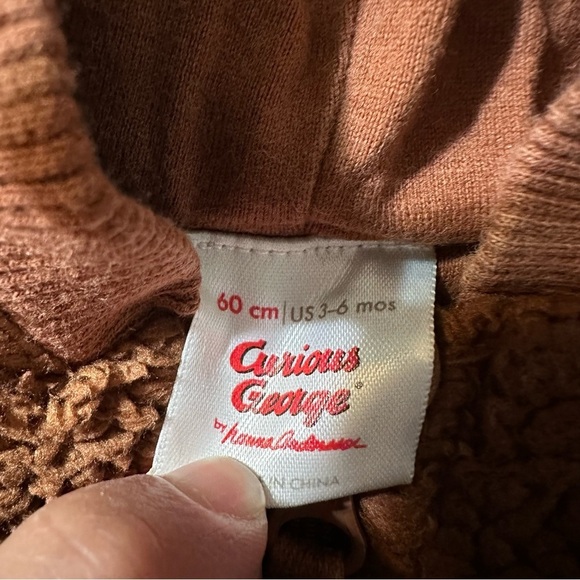 60 cm | US 3-6 mos
Curious
George®
by hanna andersson
IN CHINA